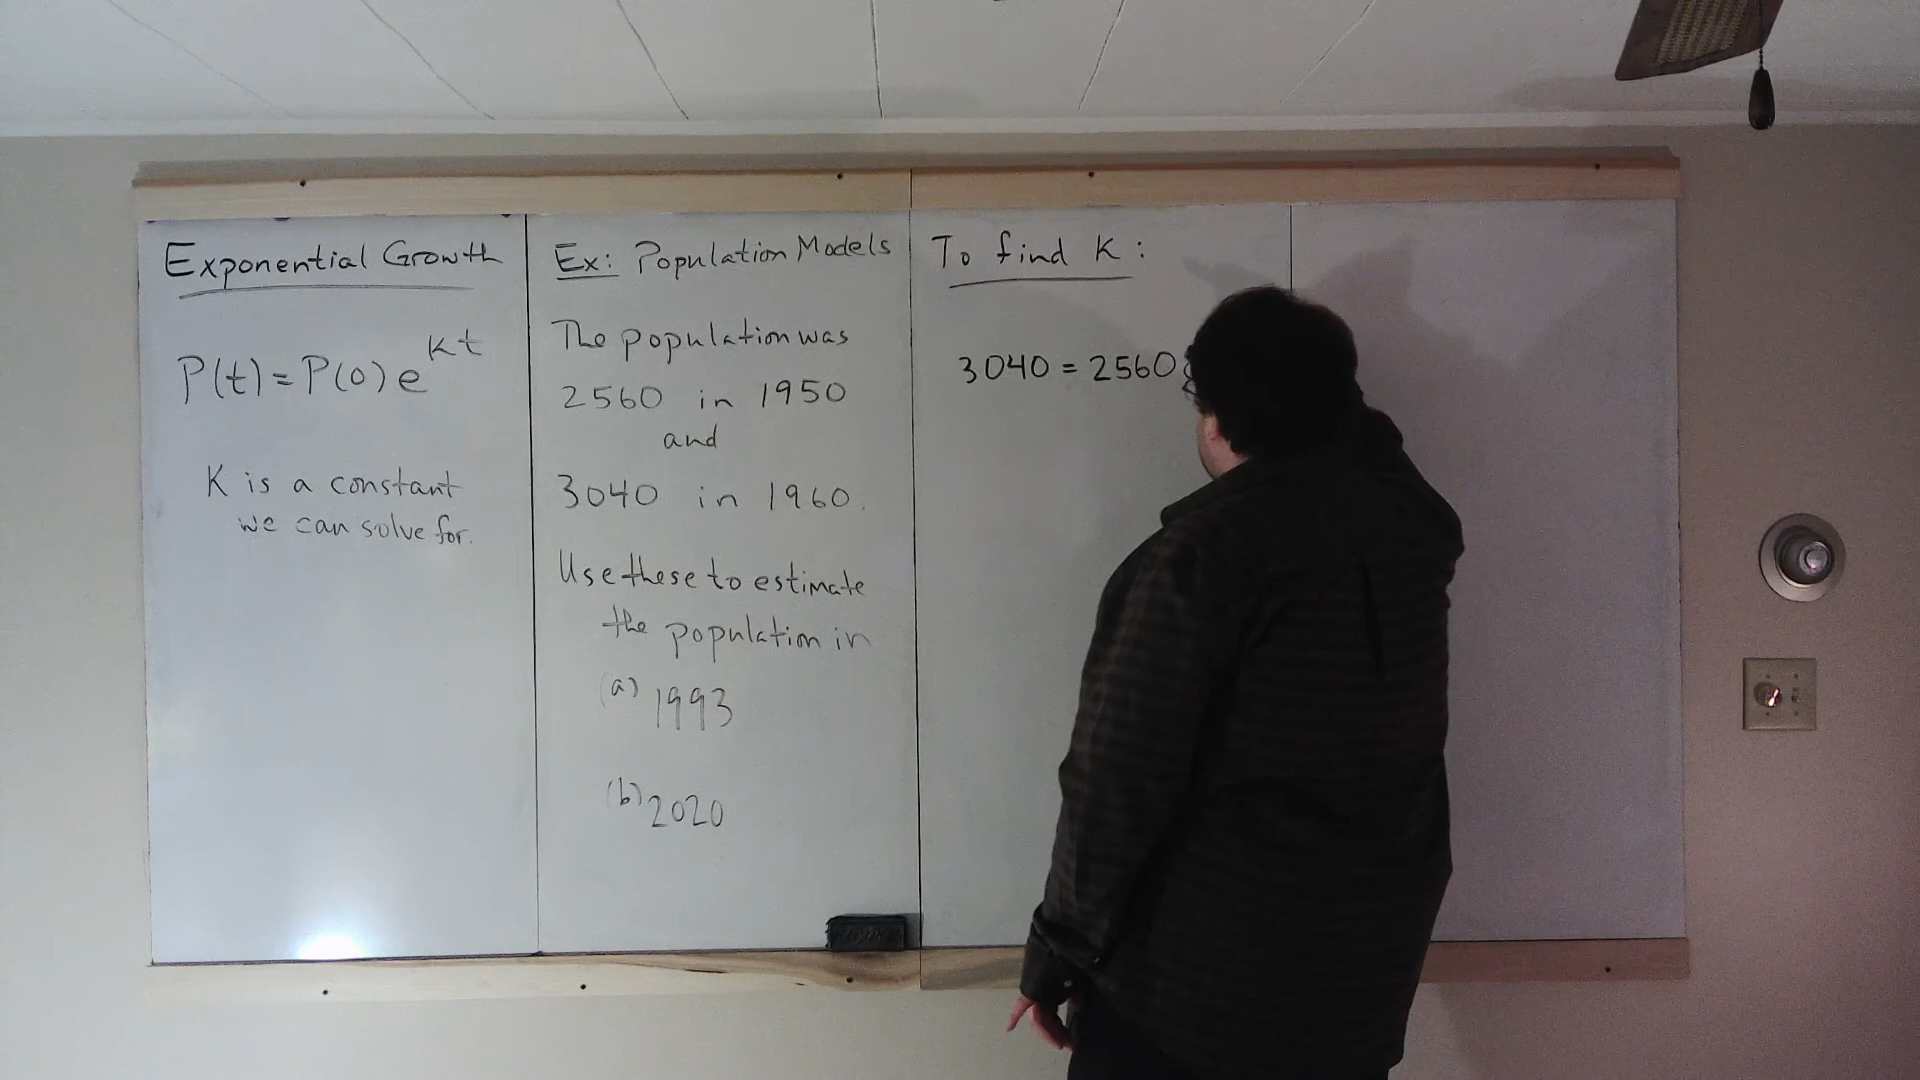 Exponential Growth
P(t) = P(0) e^{Kt}
K is a constant
we can solve for.
Ex: Population Models
The population was
2560 in 1950
and
3040 in 1960.
Use these to estimate
the population in
(a) 1993
(b) 2020
To find K:
3040 = 2560